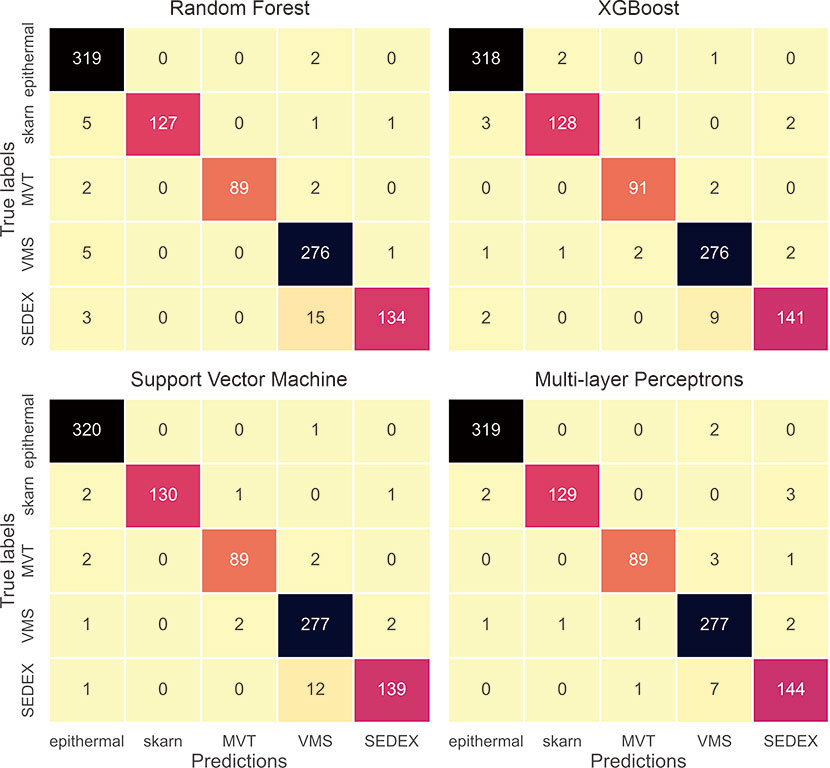 Random Forest
XGBoost
True labels
epithermal
319 0 0 2 0
318 2 0 1 0
skarn
5 127 0 1 1
3 128 1 0 2
MVT
2 0 89 2 0
0 0 91 2 0
VMS
5 0 0 276 1
1 1 2 276 2
SEDEX
3 0 0 15 134
2 0 0 9 141
Support Vector Machine
Multi-layer Perceptrons
True labels
epithermal
320 0 0 1 0
319 0 0 2 0
skarn
2 130 1 0 1
2 129 0 0 3
MVT
2 0 89 2 0
0 0 89 3 1
VMS
1 0 2 277 2
1 1 1 277 2
SEDEX
1 0 0 12 139
0 0 1 7 144
epithermal skarn MVT VMS SEDEX
epithermal skarn MVT VMS SEDEX
Predictions
Predictions